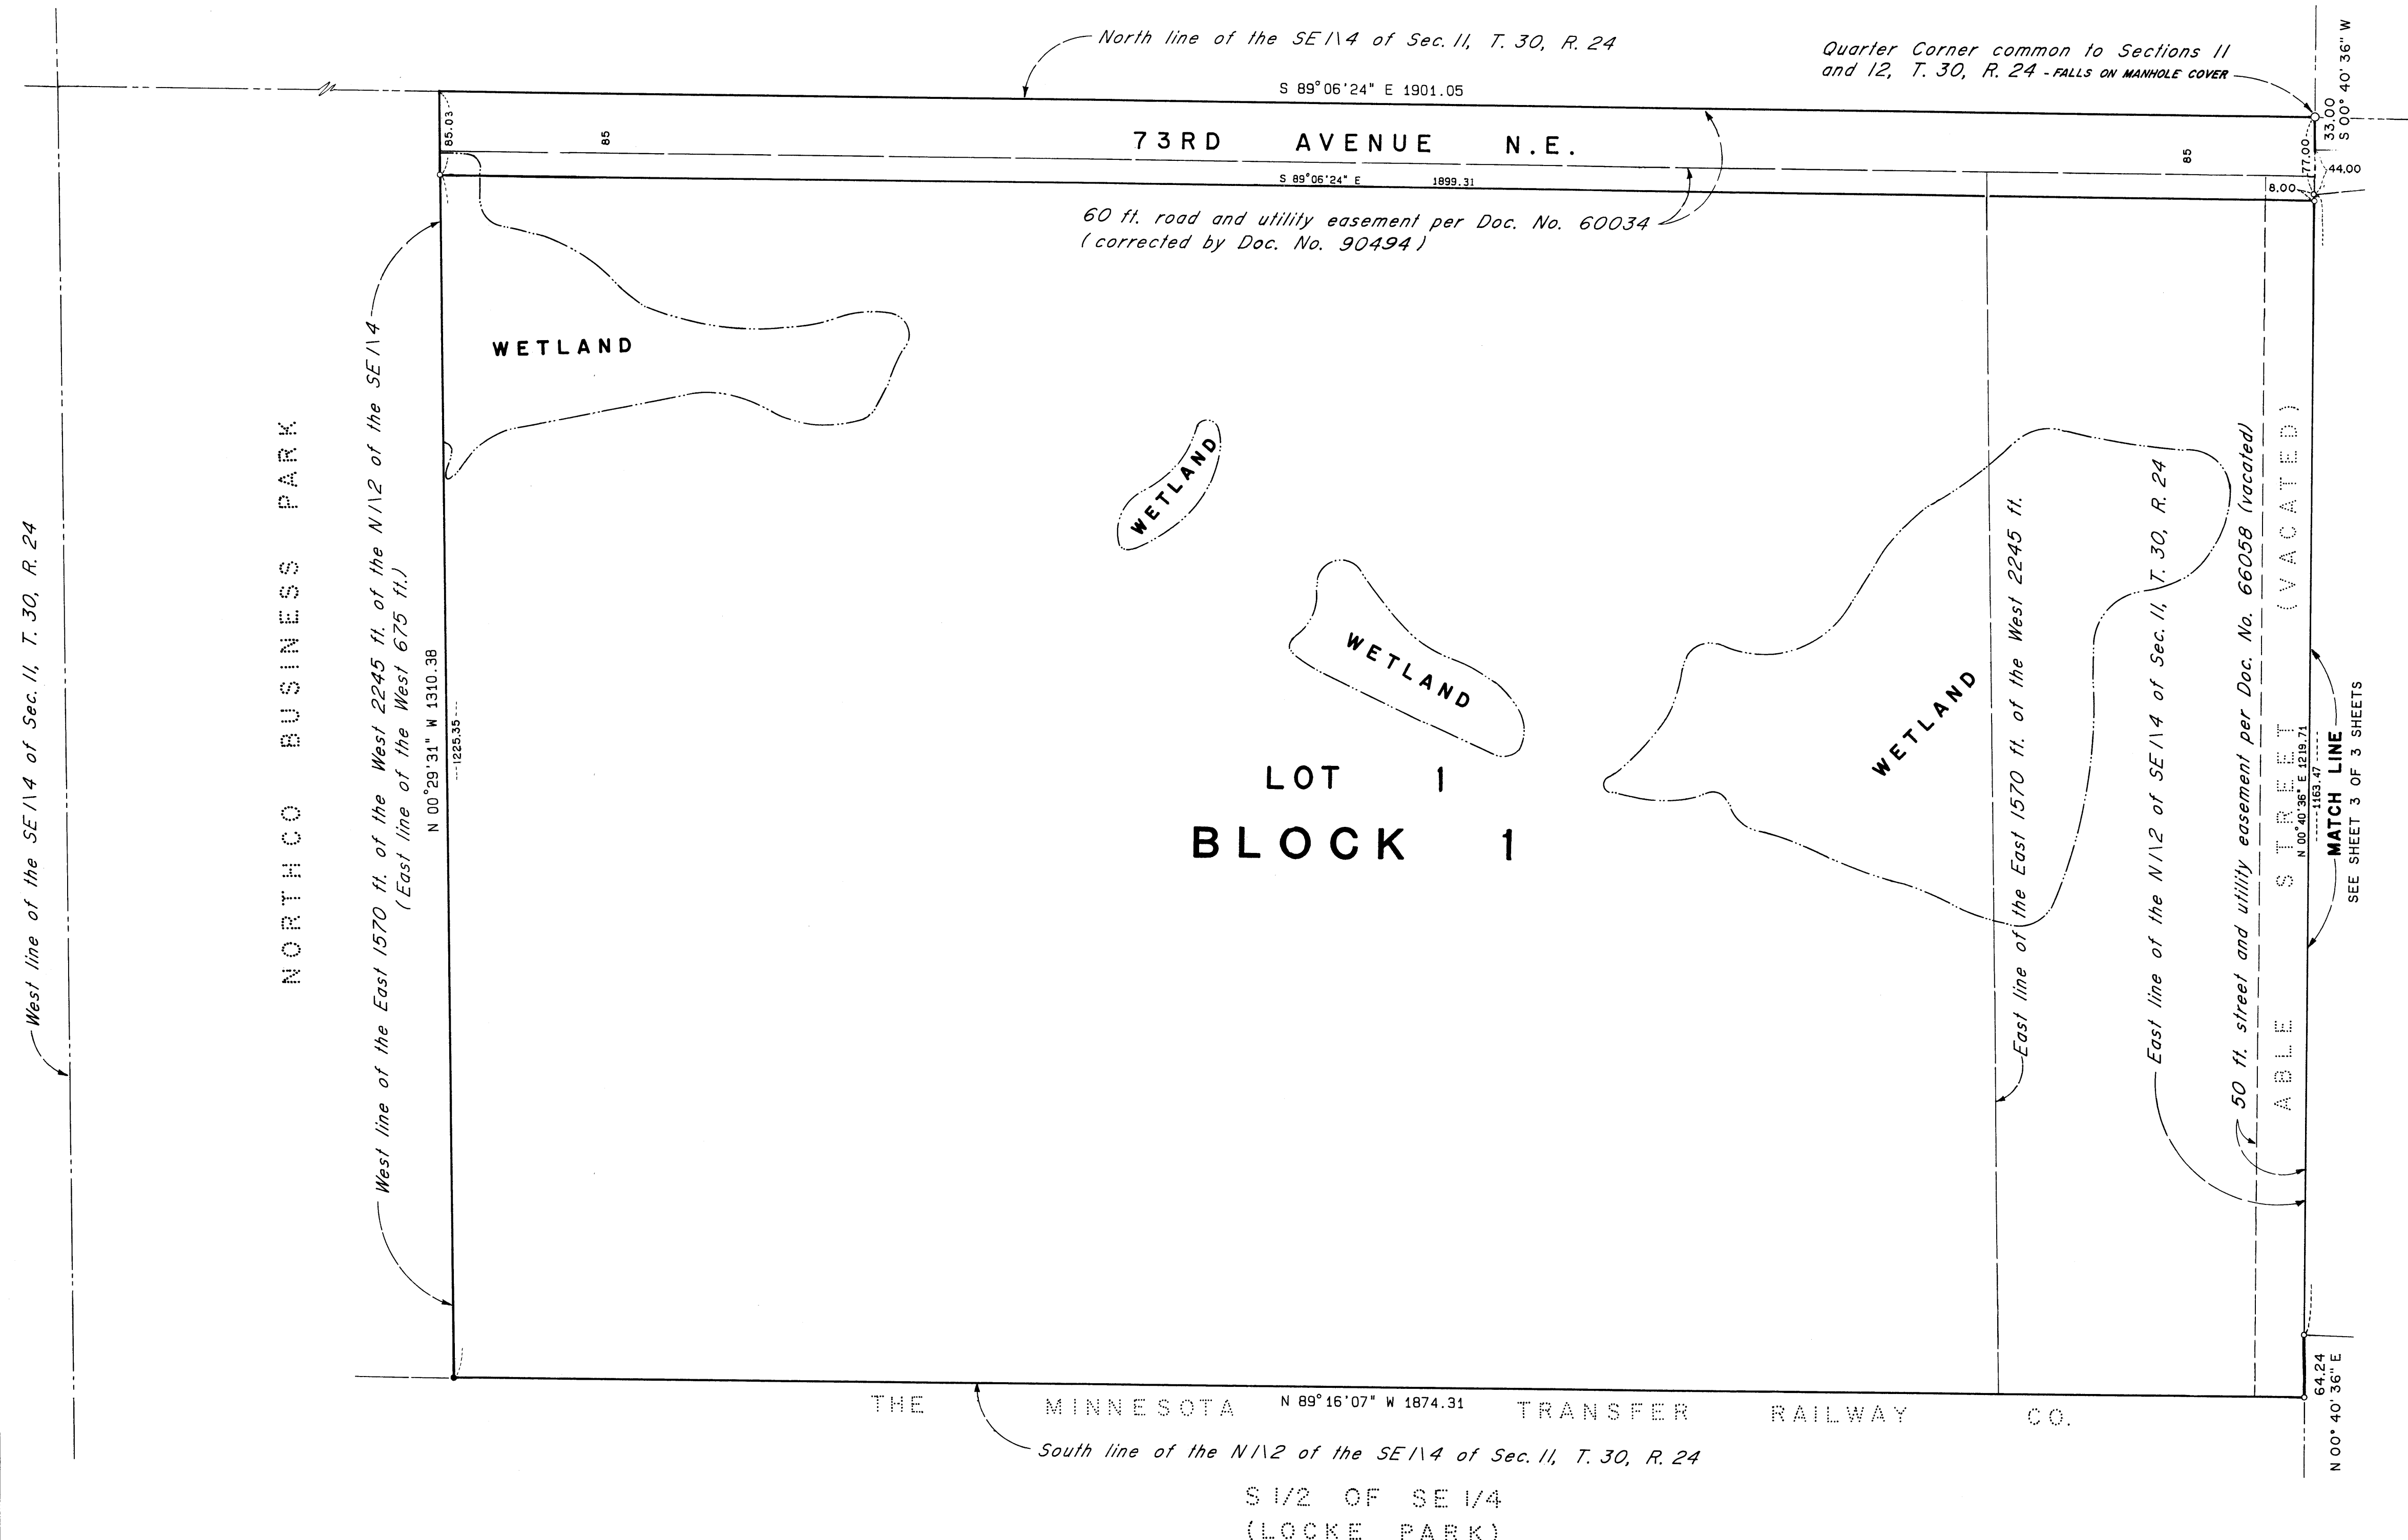 North line of the SE 1\4 of Sec. 11, T. 30, R. 24
Quarter Corner common to Sections 11
and 12, T. 30, R. 24 - FALLS ON MANHOLE COVER
S 00° 40' 36" W
33.00
S 89°06'24" E 1901.05
85.03
85
73RD AVENUE N.E.
85
77.00
44.00
8.00
S 89°06'24" E 1899.31
60 ft. road and utility easement per Doc. No. 60034
(corrected by Doc. No. 90494)
WETLAND
WETLAND
WETLAND
WETLAND
LOT 1
BLOCK 1
West line of the SE 1\4 of Sec. 11, T. 30, R. 24
NORTHCO BUSINESS PARK
West line of the East 1570 ft. of the West 2245 ft. of the N 1\2 of the SE 1\4
(East line of the West 675 ft.)
N 00°29'31" W 1310.38
---1225.35---
East line of the East 1570 ft. of the West 2245 ft.
East line of the N 1\2 of SE 1\4 of Sec. 11, T. 30, R. 24
50 ft. street and utility easement per Doc. No. 66058 (vacated)
ABLE STREET (VACATED)
N 00°40'36" E 1219.71
-----1163.47-----
MATCH LINE
SEE SHEET 3 OF 3 SHEETS
64.24
N 00° 40' 36" E
THE MINNESOTA TRANSFER RAILWAY CO.
N 89°16'07" W 1874.31
South line of the N 1\2 of the SE 1\4 of Sec. 11, T. 30, R. 24
S 1/2 OF SE 1/4
(LOCKE PARK)